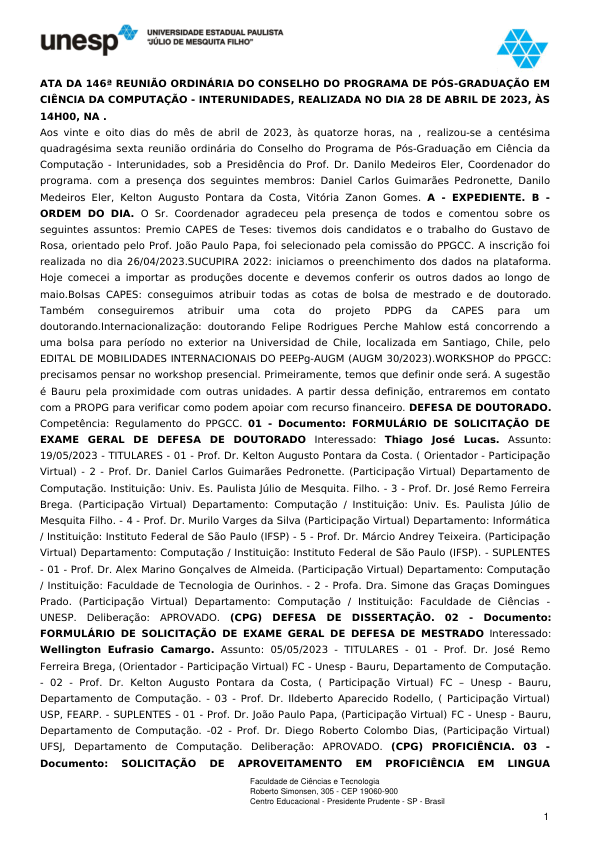 unesp
UNIVERSIDADE ESTADUAL PAULISTA
"JÚLIO DE MESQUITA FILHO"
ATA DA 146ª REUNIÃO ORDINÁRIA DO CONSELHO DO PROGRAMA DE PÓS-GRADUAÇÃO EM
CIÊNCIA DA COMPUTAÇÃO - INTERUNIDADES, REALIZADA NO DIA 28 DE ABRIL DE 2023, ÀS
14H00, NA .
Aos vinte e oito dias do mês de abril de 2023, às quatorze horas, na , realizou-se a centésima
quadragésima sexta reunião ordinária do Conselho do Programa de Pós-Graduação em Ciência da
Computação - Interunidades, sob a Presidência do Prof. Dr. Danilo Medeiros Eler, Coordenador do
programa. com a presença dos seguintes membros: Daniel Carlos Guimarães Pedronette, Danilo
Medeiros Eler, Kelton Augusto Pontara da Costa, Vitória Zanon Gomes. A - EXPEDIENTE. B -
ORDEM DO DIA. O Sr. Coordenador agradeceu pela presença de todos e comentou sobre os
seguintes assuntos: Premio CAPES de Teses: tivemos dois candidatos e o trabalho do Gustavo de
Rosa, orientado pelo Prof. João Paulo Papa, foi selecionado pela comissão do PPGCC. A inscrição foi
realizada no dia 26/04/2023.SUCUPIRA 2022: iniciamos o preenchimento dos dados na plataforma.
Hoje comecei a importar as produções docente e devemos conferir os outros dados ao longo de
maio.Bolsas CAPES: conseguimos atribuir todas as cotas de bolsa de mestrado e de doutorado.
Também conseguiremos atribuir uma cota do projeto PDPG da CAPES para um
doutorando.Internacionalização: doutorando Felipe Rodrigues Perche Mahlow está concorrendo a
uma bolsa para período no exterior na Universidad de Chile, localizada em Santiago, Chile, pelo
EDITAL DE MOBILIDADES INTERNACIONAIS DO PEEPg-AUGM (AUGM 30/2023).WORKSHOP do PPGCC:
precisamos pensar no workshop presencial. Primeiramente, temos que definir onde será. A sugestão
é Bauru pela proximidade com outras unidades. A partir dessa definição, entraremos em contato
com a PROPG para verificar como podem apoiar com recurso financeiro. DEFESA DE DOUTORADO.
Competência: Regulamento do PPGCC. 01 - Documento: FORMULÁRIO DE SOLICITAÇÃO DE
EXAME GERAL DE DEFESA DE DOUTORADO Interessado: Thiago José Lucas. Assunto:
19/05/2023 - TITULARES - 01 - Prof. Dr. Kelton Augusto Pontara da Costa. ( Orientador - Participação
Virtual) - 2 - Prof. Dr. Daniel Carlos Guimarães Pedronette. (Participação Virtual) Departamento de
Computação. Instituição: Univ. Es. Paulista Júlio de Mesquita. Filho. - 3 - Prof. Dr. José Remo Ferreira
Brega. (Participação Virtual) Departamento: Computação / Instituição: Univ. Es. Paulista Júlio de
Mesquita Filho. - 4 - Prof. Dr. Murilo Varges da Silva (Participação Virtual) Departamento: Informática
/ Instituição: Instituto Federal de São Paulo (IFSP) - 5 - Prof. Dr. Márcio Andrey Teixeira. (Participação
Virtual) Departamento: Computação / Instituição: Instituto Federal de São Paulo (IFSP). - SUPLENTES
- 01 - Prof. Dr. Alex Marino Gonçalves de Almeida. (Participação Virtual) Departamento: Computação
/ Instituição: Faculdade de Tecnologia de Ourinhos. - 2 - Profa. Dra. Simone das Graças Domingues
Prado. (Participação Virtual) Departamento: Computação / Instituição: Faculdade de Ciências -
UNESP. Deliberação: APROVADO. (CPG) DEFESA DE DISSERTAÇÃO. 02 - Documento:
FORMULÁRIO DE SOLICITAÇÃO DE EXAME GERAL DE DEFESA DE MESTRADO Interessado:
Wellington Eufrasio Camargo. Assunto: 05/05/2023 - TITULARES - 01 - Prof. Dr. José Remo
Ferreira Brega, (Orientador - Participação Virtual) FC - Unesp - Bauru, Departamento de Computação.
- 02 - Prof. Dr. Kelton Augusto Pontara da Costa, ( Participação Virtual) FC – Unesp - Bauru,
Departamento de Computação. - 03 - Prof. Dr. Ildeberto Aparecido Rodello, ( Participação Virtual)
USP, FEARP. - SUPLENTES - 01 - Prof. Dr. João Paulo Papa, (Participação Virtual) FC - Unesp - Bauru,
Departamento de Computação. -02 - Prof. Dr. Diego Roberto Colombo Dias, (Participação Virtual)
UFSJ, Departamento de Computação. Deliberação: APROVADO. (CPG) PROFICIÊNCIA. 03 -
Documento: SOLICITAÇÃO DE APROVEITAMENTO EM PROFICIÊNCIA EM LINGUA
Faculdade de Ciências e Tecnologia
Roberto Simonsen, 305 - CEP 19060-900
Centro Educacional - Presidente Prudente - SP - Brasil
1